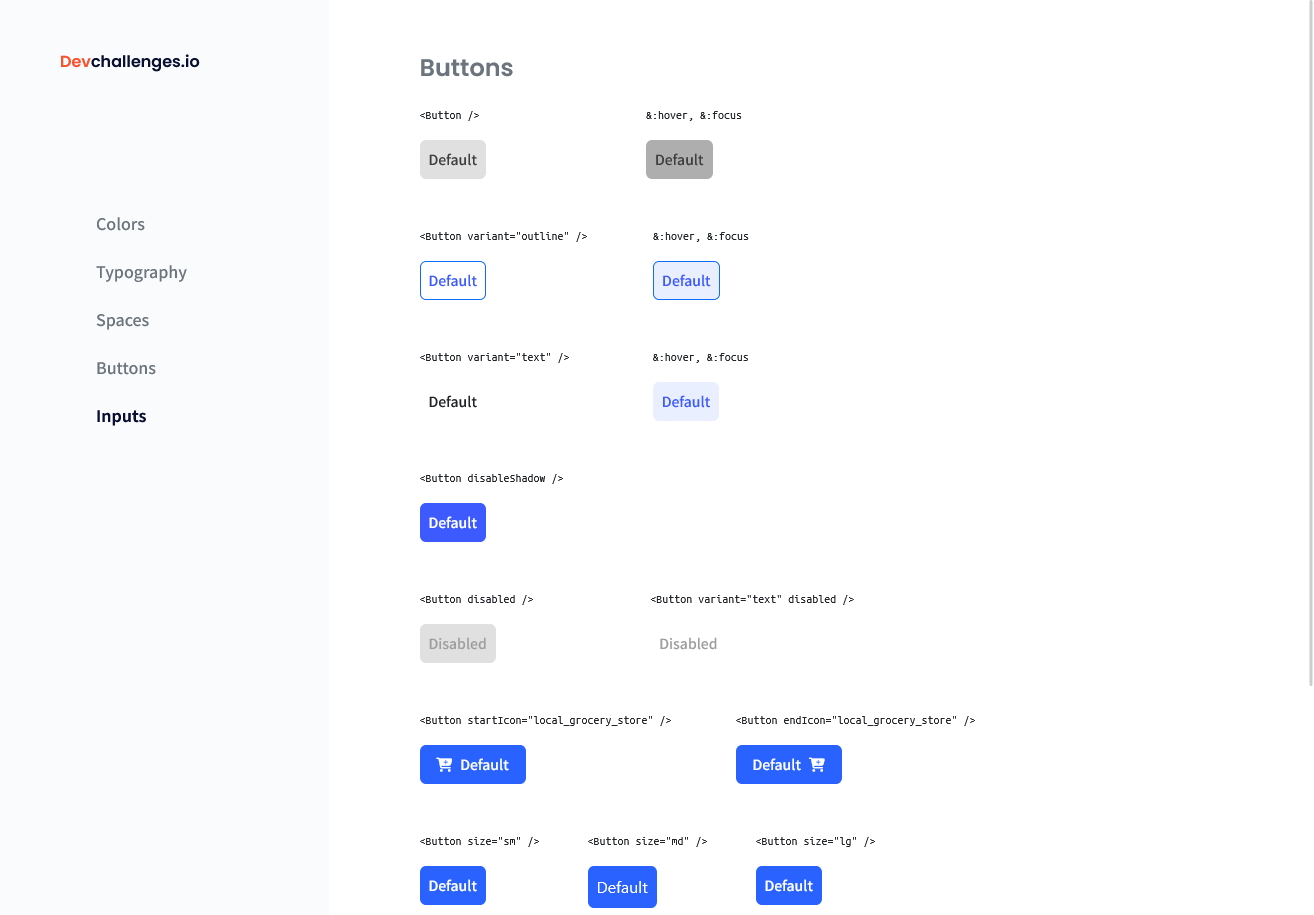 Devchallenges.io
Colors
Typography
Spaces
Buttons
Inputs
Buttons
<Button />
&:hover, &:focus
Default
Default
<Button variant="outline" />
&:hover, &:focus
Default
Default
<Button variant="text" />
&:hover, &:focus
Default
Default
<Button disableShadow />
Default
<Button disabled />
<Button variant="text" disabled />
Disabled
Disabled
<Button startIcon="local_grocery_store" />
<Button endIcon="local_grocery_store" />
Default
Default
<Button size="sm" />
<Button size="md" />
<Button size="lg" />
Default
Default
Default